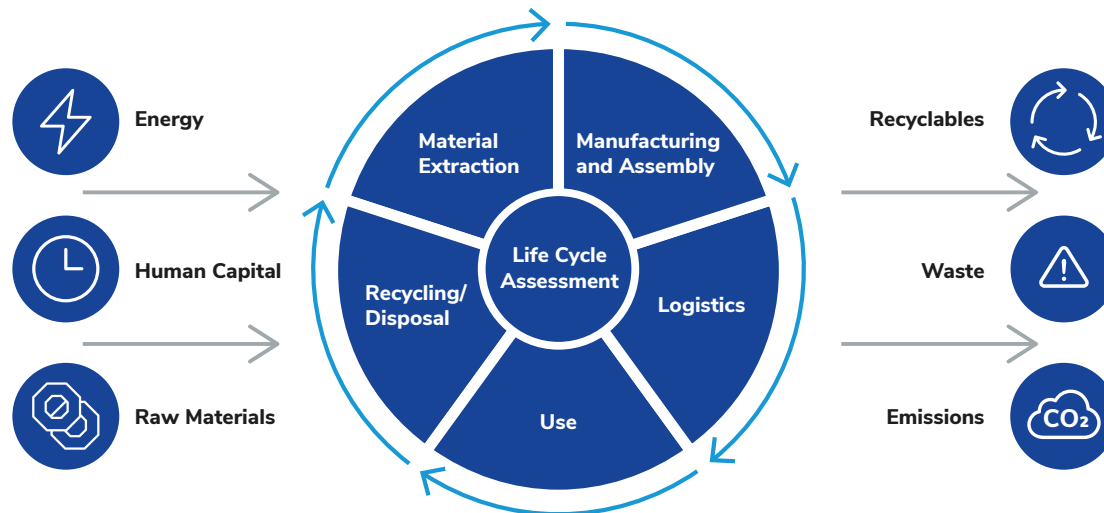 Energy
Human Capital
Raw Materials
Material
Extraction
Manufacturing
and Assembly
Life Cycle
Assessment
Recycling/
Disposal
Logistics
Use
Recyclables
Waste
Emissions
CO₂